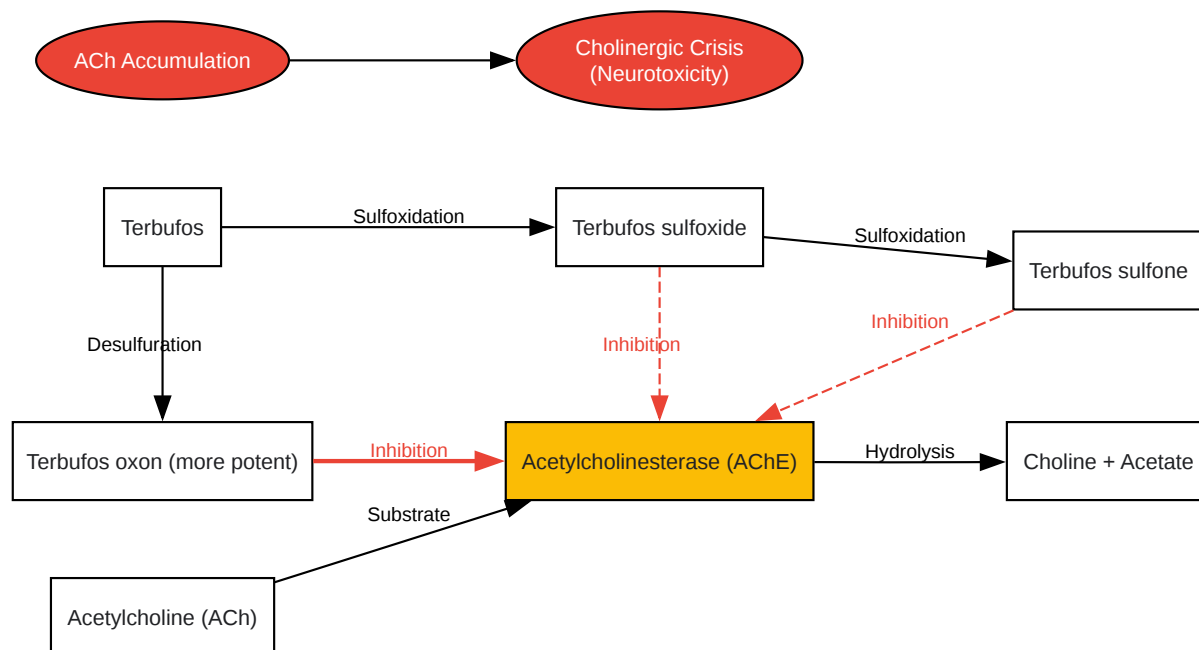 ACh Accumulation
Cholinergic Crisis
(Neurotoxicity)
Terbufos
Sulfoxidation
Terbufos sulfoxide
Sulfoxidation
Terbufos sulfone
Desulfuration
Inhibition
Inhibition
Terbufos oxon (more potent)
Inhibition
Acetylcholinesterase (AChE)
Hydrolysis
Choline + Acetate
Substrate
Acetylcholine (ACh)